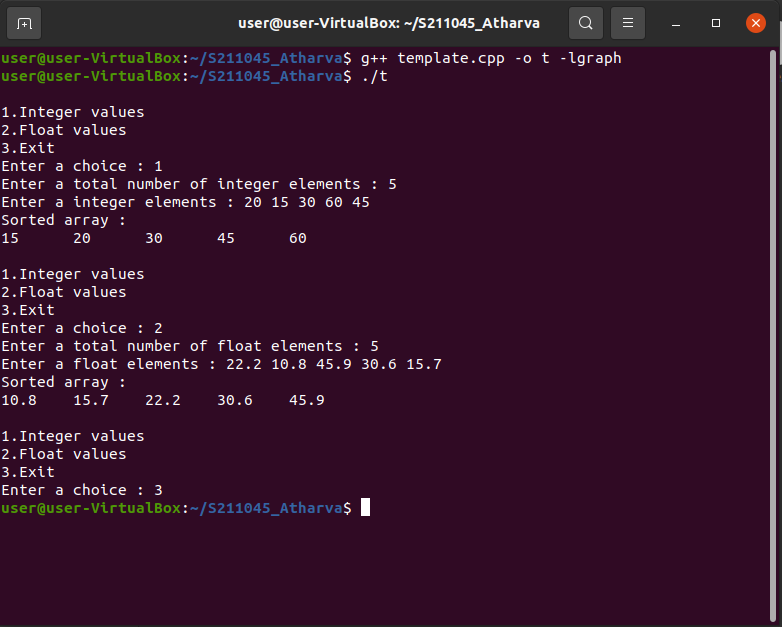 user@user-VirtualBox: ~/S211045_Atharva
user@user-VirtualBox:~/S211045_Atharva$ g++ template.cpp -o t -lgraph
user@user-VirtualBox:~/S211045_Atharva$ ./t
1.Integer values
2.Float values
3.Exit
Enter a choice : 1
Enter a total number of integer elements : 5
Enter a integer elements : 20 15 30 60 45
Sorted array :
15      20      30      45      60
1.Integer values
2.Float values
3.Exit
Enter a choice : 2
Enter a total number of float elements : 5
Enter a float elements : 22.2 10.8 45.9 30.6 15.7
Sorted array :
10.8    15.7    22.2    30.6    45.9
1.Integer values
2.Float values
3.Exit
Enter a choice : 3
user@user-VirtualBox:~/S211045_Atharva$